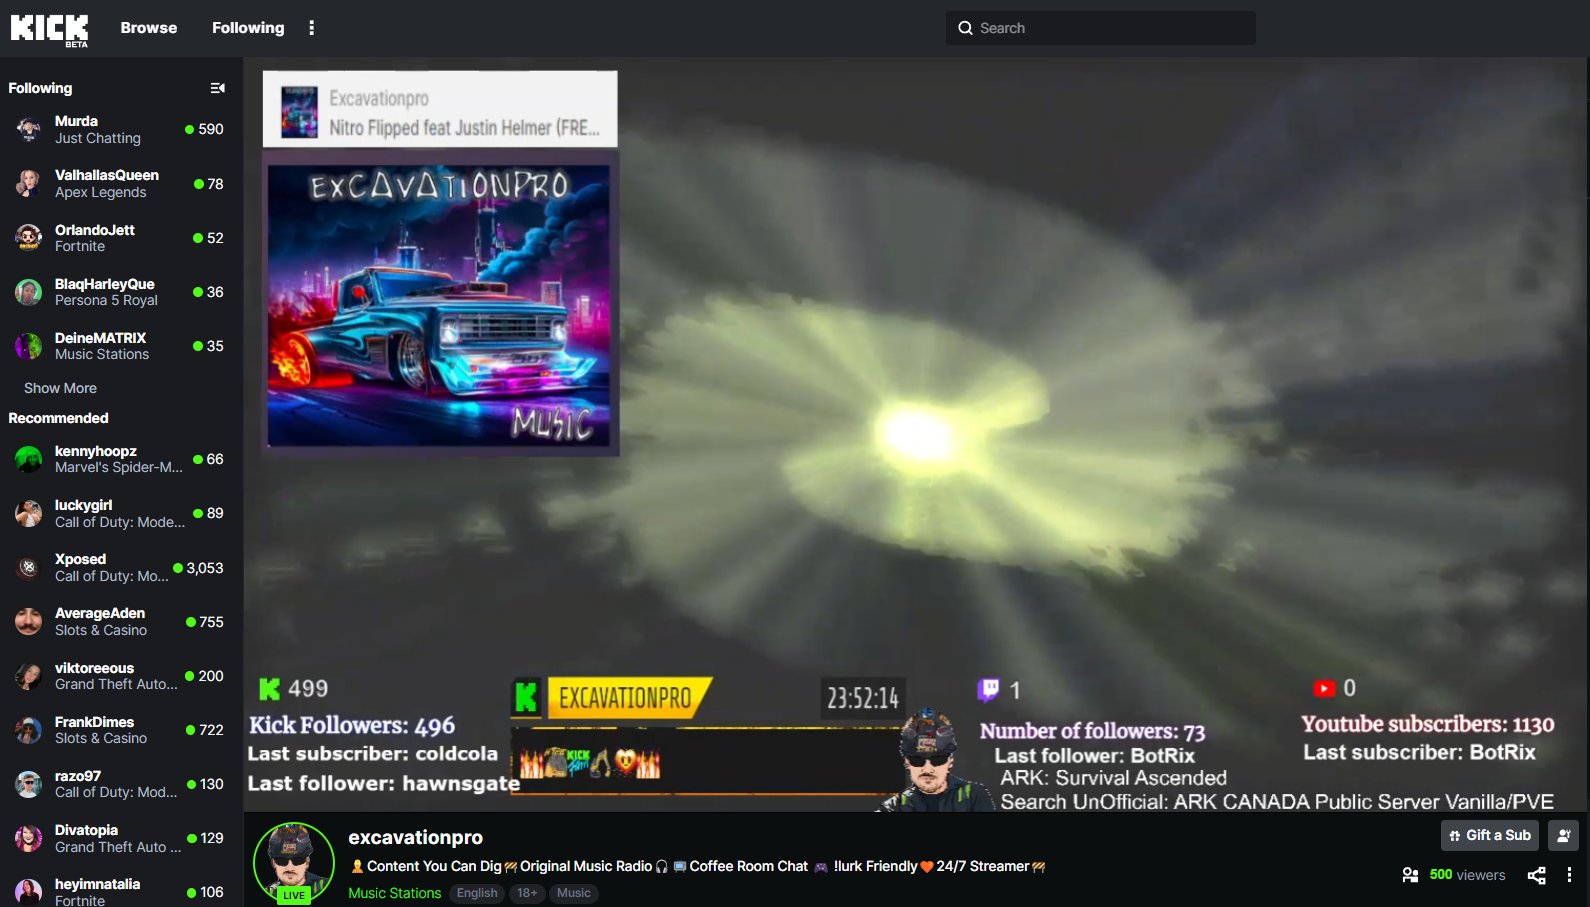 KICK
BETA
Browse
Following
Search
Following
Murda
Just Chatting
590
ValhallasQueen
Apex Legends
78
OrlandoJett
Fortnite
52
BlaqHarleyQue
Persona 5 Royal
36
DeineMATRIX
Music Stations
35
Show More
Recommended
kennyhoopz
Marvel's Spider-M...
66
luckygirl
Call of Duty: Mode...
89
Xposed
Call of Duty: Mo...
3,053
AverageAden
Slots & Casino
755
viktoreeous
Grand Theft Auto...
200
FrankDimes
Slots & Casino
722
razo97
Call of Duty: Mod...
130
Divatopia
Grand Theft Auto ...
129
heyimnatalia
Fortnite
106
Excavationpro
Nitro Flipped feat Justin Helmer (FRE...
EXCAVATIONPRO
MUSIC
K 499
Kick Followers: 496
Last subscriber: coldcola
Last follower: hawnsgate
K EXCAVATIONPRO
23:52:14
KICK
1
Number of followers: 73
Last follower: BotRix
ARK: Survival Ascended
Search UnOfficial: ARK CANADA Public Server Vanilla/PVE
0
Youtube subscribers: 1130
Last subscriber: BotRix
LIVE
excavationpro
👷Content You Can Dig🚧Original Music Radio🎧 💻Coffee Room Chat 🎮 !lurk Friendly🧡24/7 Streamer🚧
Music Stations English 18+ Music
Gift a Sub
500 viewers